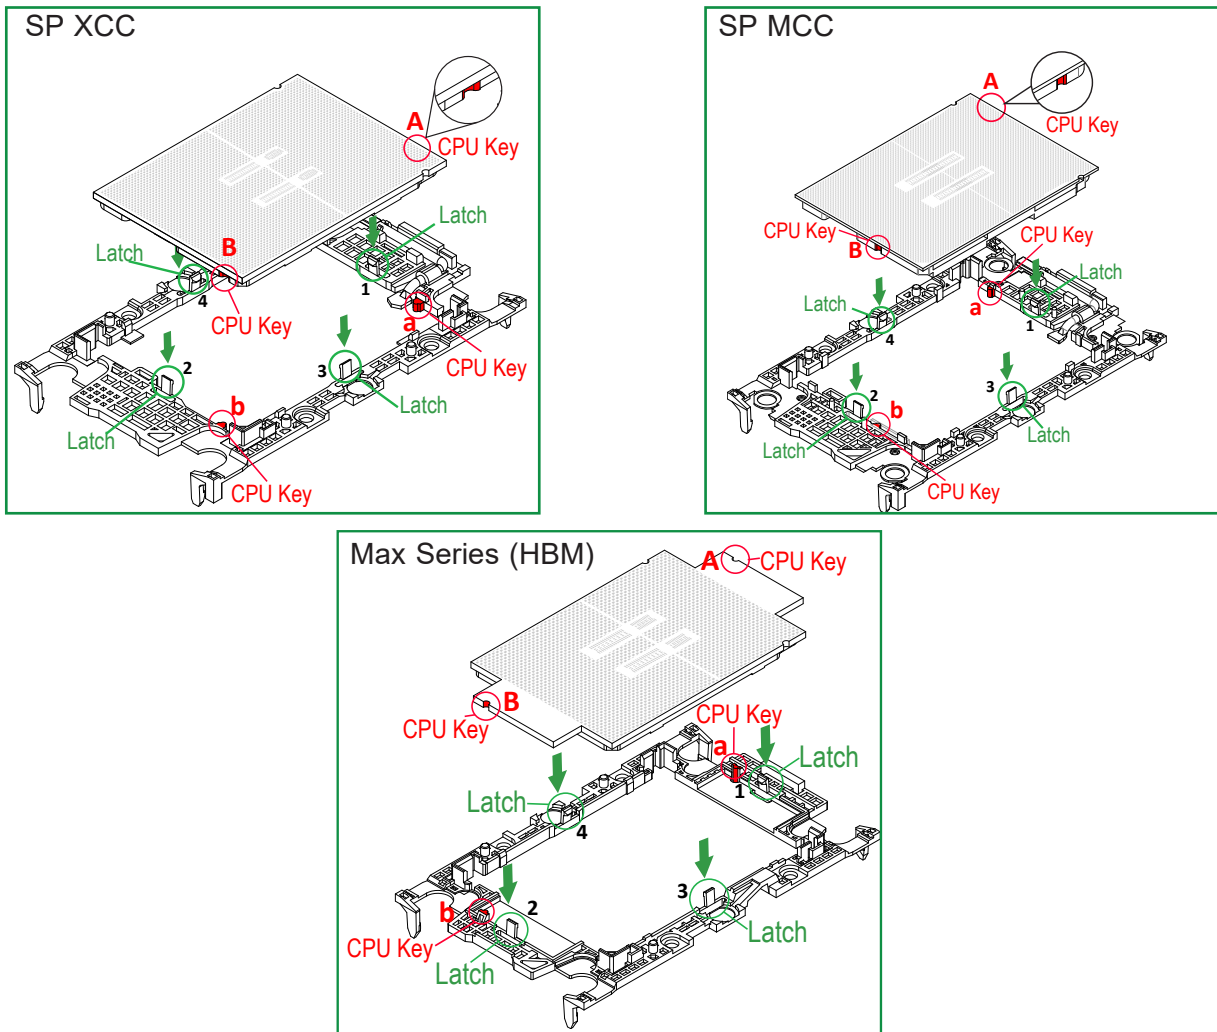 SP XCC
A
CPU Key
Latch
Latch
B
4
1
CPU Key
a
CPU Key
2
3
Latch
b
Latch
CPU Key
SP MCC
A
CPU Key
CPU Key
B
CPU Key
Latch
Latch
a
1
4
2
3
b
Latch
Latch
CPU Key
Max Series (HBM)
A
CPU Key
B
CPU Key
CPU Key
a
Latch
1
Latch
4
3
2
b
Latch
CPU Key
Latch